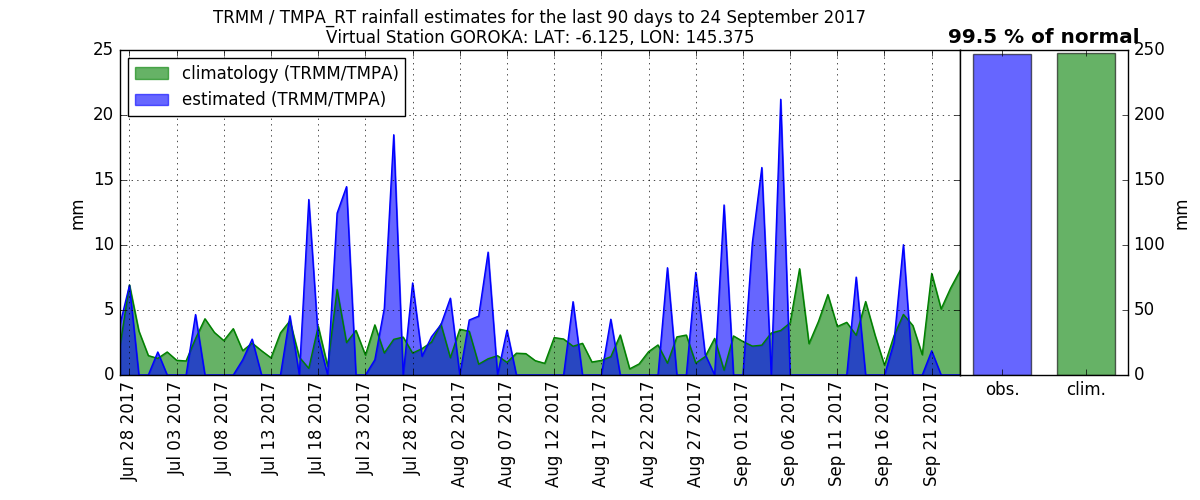 TRMM / TMPA_RT rainfall estimates for the last 90 days to 24 September 2017
Virtual Station GOROKA: LAT: -6.125, LON: 145.375
99.5 % of normal
climatology (TRMM/TMPA)
estimated (TRMM/TMPA)
25
20
15
10
5
0
mm
250
200
150
100
50
0
mm
Jun 28 2017
Jul 03 2017
Jul 08 2017
Jul 13 2017
Jul 18 2017
Jul 23 2017
Jul 28 2017
Aug 02 2017
Aug 07 2017
Aug 12 2017
Aug 17 2017
Aug 22 2017
Aug 27 2017
Sep 01 2017
Sep 06 2017
Sep 11 2017
Sep 16 2017
Sep 21 2017
obs.
clim.